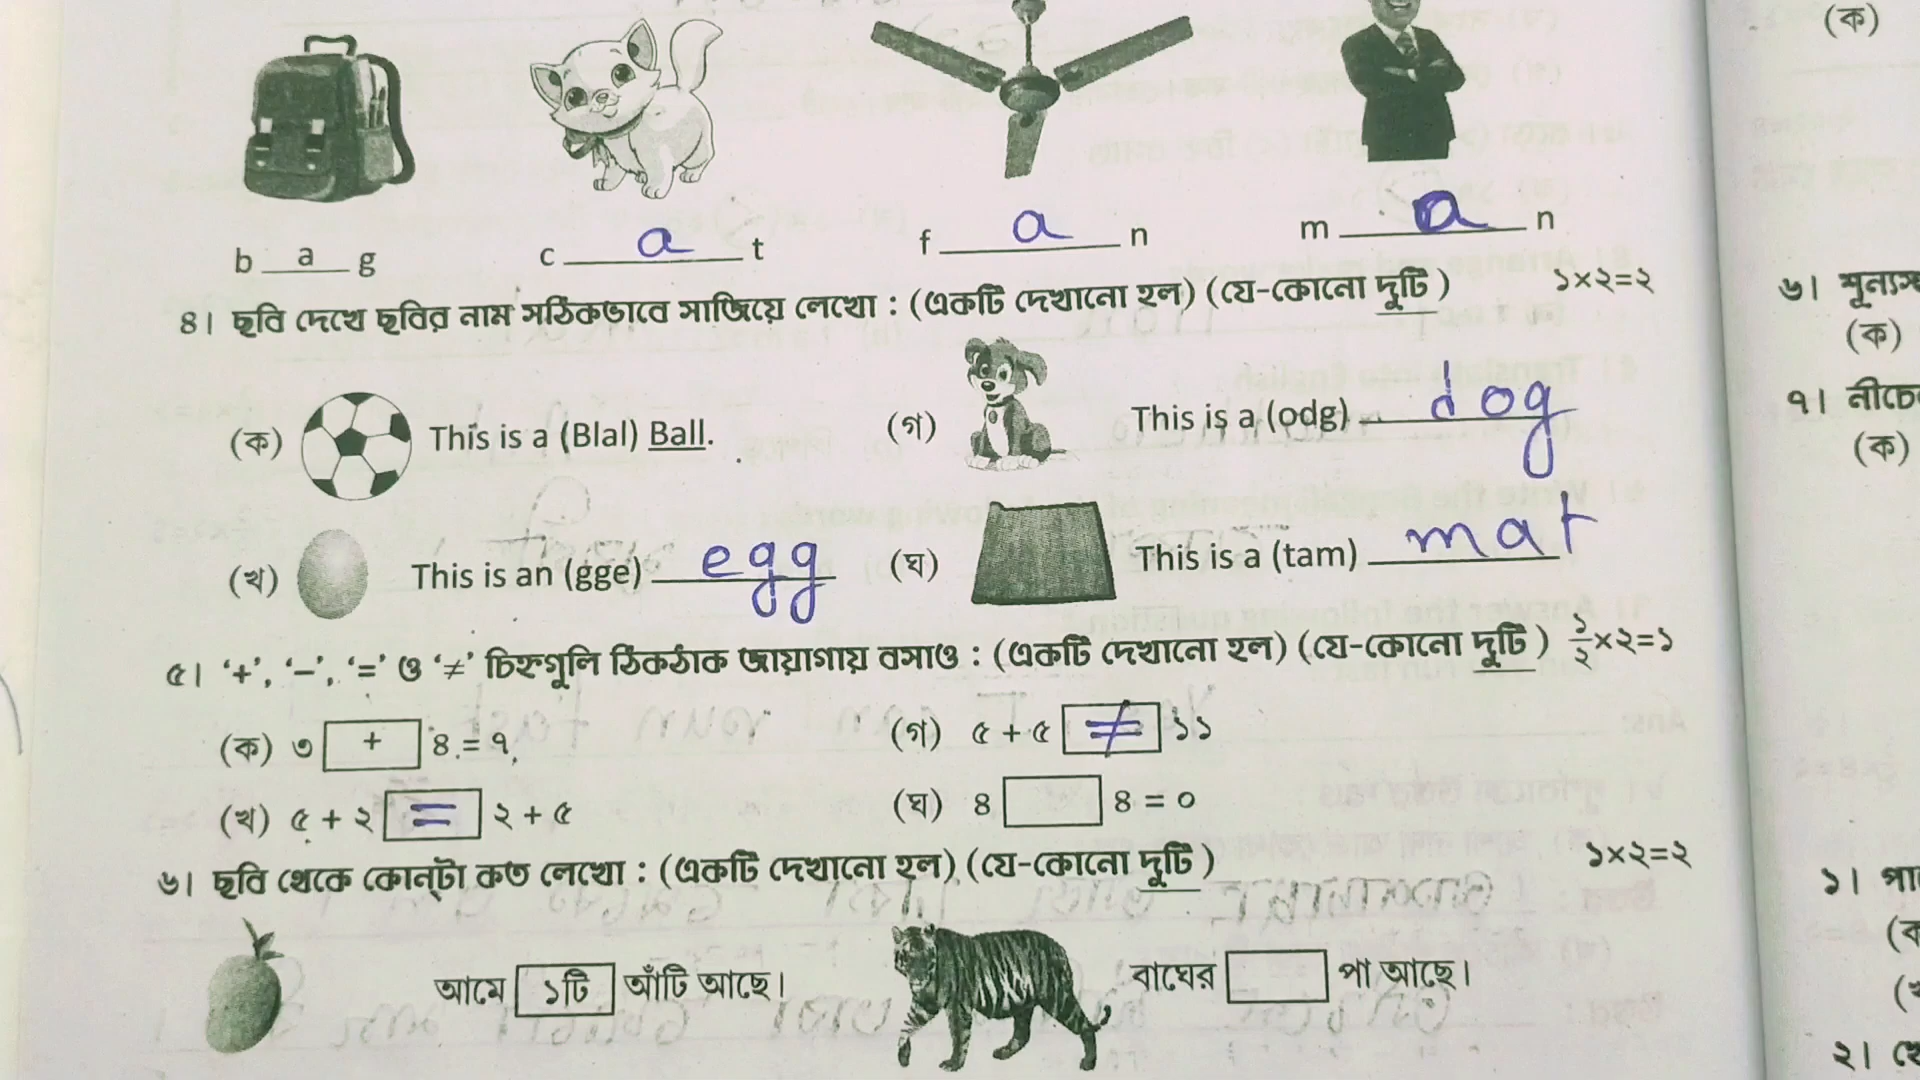 b a g c a t f a n m a n
৪। ছবি দেখে ছবির নাম সঠিকভাবে সাজিয়ে লেখো : (একটি দেখানো হল) (যে-কোনো দুটি) ১×২=২
(ক) This is a (Blal) Ball. (গ) This is a (odg) dog
(খ) This is an (gge) egg (ঘ) This is a (tam) mat
৫। ‘+’, ‘–’, ‘=’ ও ‘≠’ চিহ্নগুলি ঠিকঠাক জায়াগায় বসাও : (একটি দেখানো হল) (যে-কোনো দুটি) ১/২×২=১
(ক) ৩ + ৪ = ৭ (গ) ৫ + ৫ ≠ ১১
(খ) ৫ + ২ = ২ + ৫ (ঘ) ৪ ৪ = ০
৬। ছবি থেকে কোন্‌টা কত লেখো : (একটি দেখানো হল) (যে-কোনো দুটি) ১×২=২
আমে ১টি আঁটি আছে। বাঘের পা আছে।
(ক)
৬।
(ক)
৭। নীচে
(ক)
১।
২।